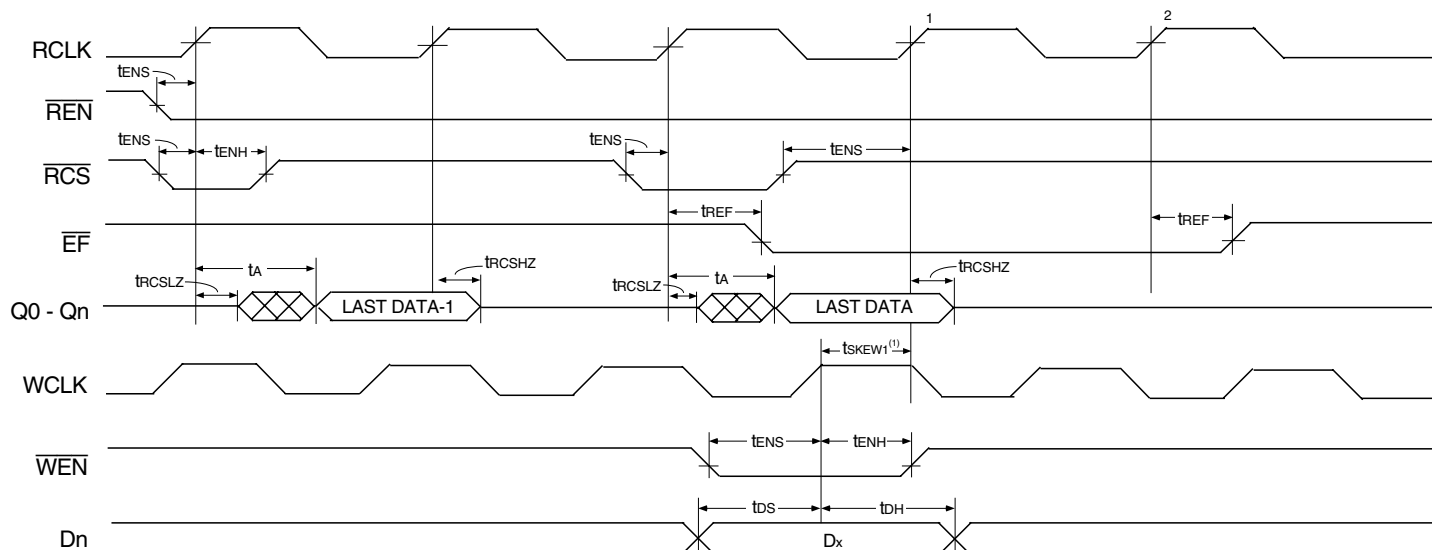 1 2
RCLK
tENS
REN
tENS tENH tENS tENS
RCS
tREF tREF
EF
tRCSLZ tA tRCSHZ tRCSLZ tA tRCSHZ
Q0 - Qn LAST DATA-1 LAST DATA
tSKEW1(1)
WCLK
tENS tENH
WEN
tDS tDH
Dn Dx